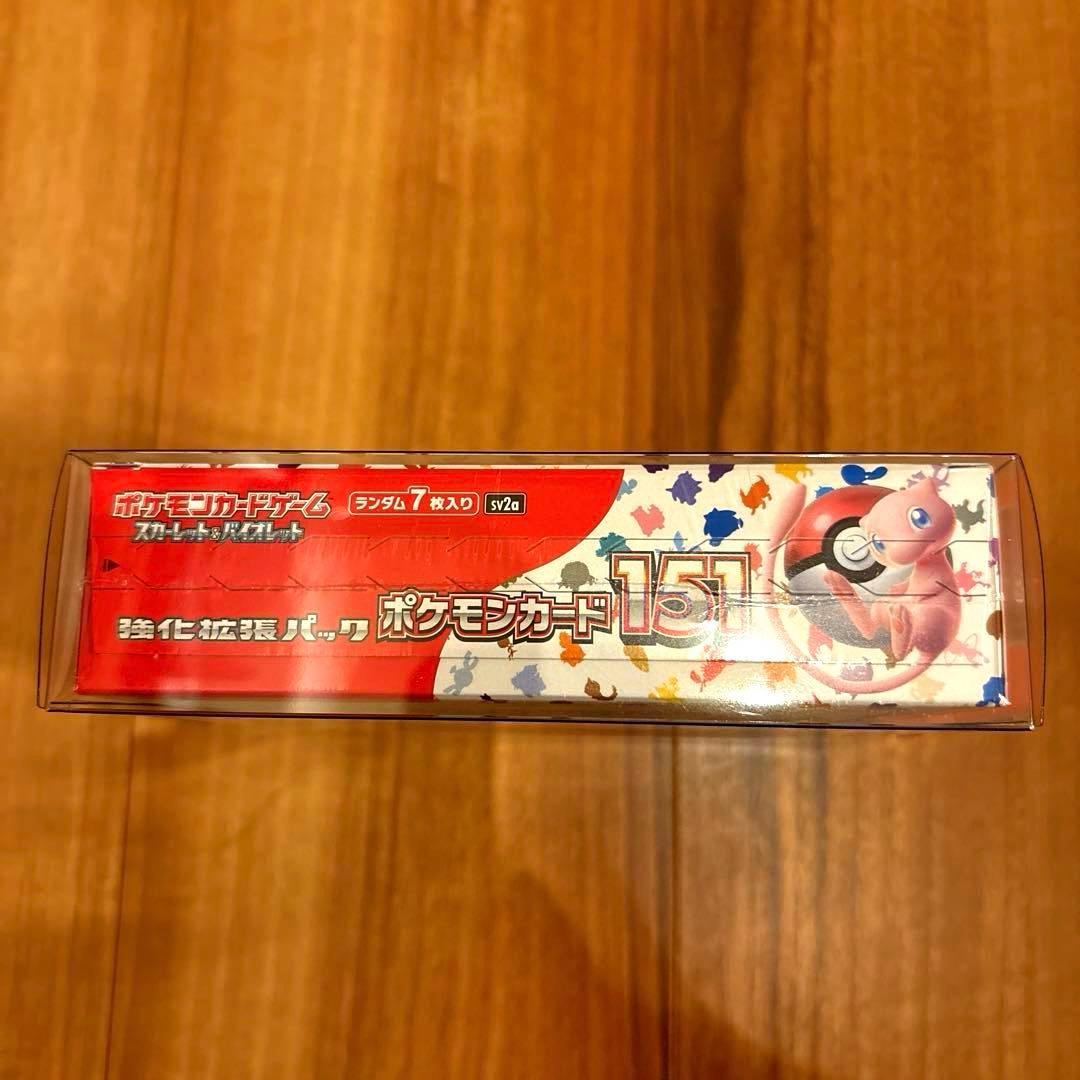 ポケモンカードゲーム
スカーレット&バイオレット
ランダム7枚入り
sv2a
強化拡張パック
ポケモンカード151